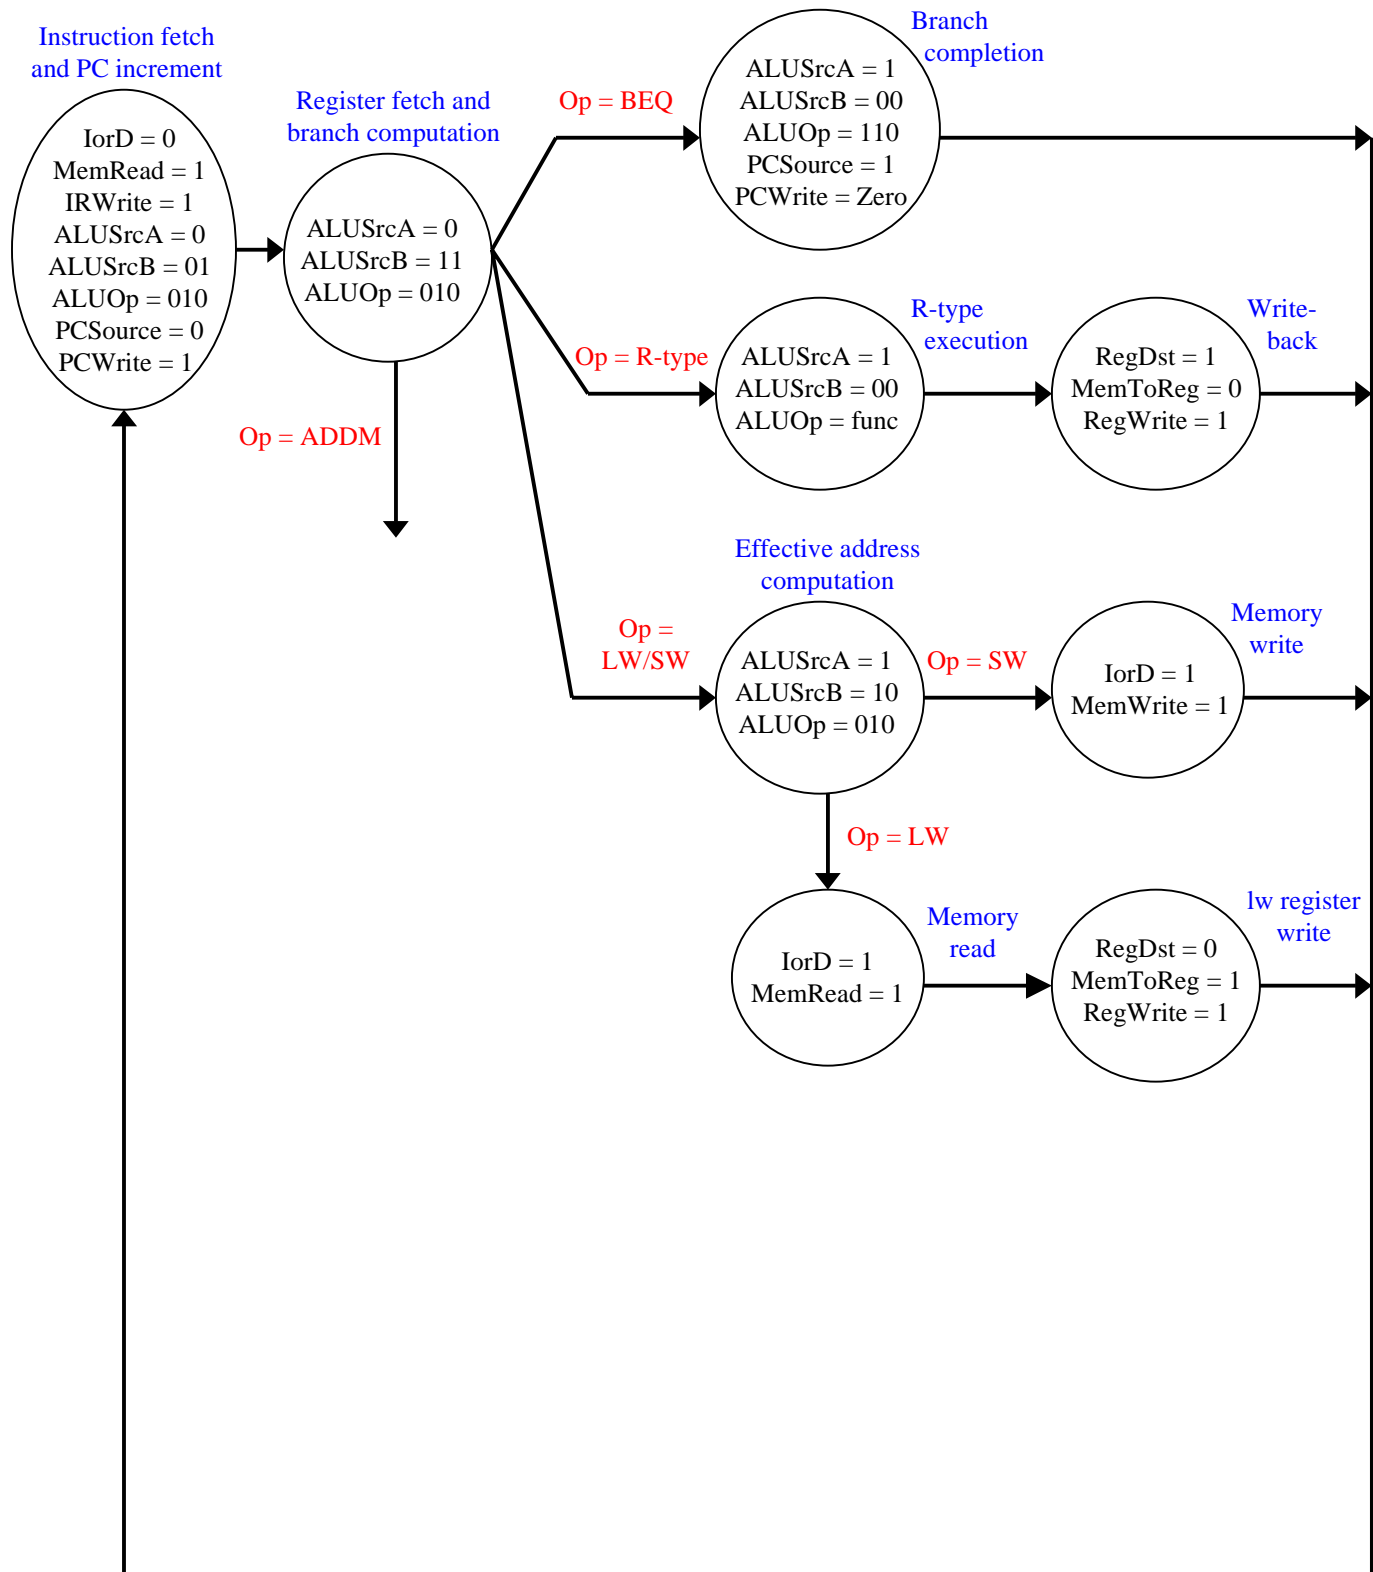 Instruction fetch
and PC increment
IorD = 0
MemRead = 1
IRWrite = 1
ALUSrcA = 0
ALUSrcB = 01
ALUOp = 010
PCSource = 0
PCWrite = 1
Register fetch and
branch computation
ALUSrcA = 0
ALUSrcB = 11
ALUOp = 010
Op = ADDM
Op = BEQ
Branch
completion
ALUSrcA = 1
ALUSrcB = 00
ALUOp = 110
PCSource = 1
PCWrite = Zero
Op = R-type
R-type
execution
ALUSrcA = 1
ALUSrcB = 00
ALUOp = func
Write-
back
RegDst = 1
MemToReg = 0
RegWrite = 1
Op =
LW/SW
Effective address
computation
ALUSrcA = 1
ALUSrcB = 10
ALUOp = 010
Op = SW
Memory
write
IorD = 1
MemWrite = 1
Op = LW
Memory
read
IorD = 1
MemRead = 1
lw register
write
RegDst = 0
MemToReg = 1
RegWrite = 1